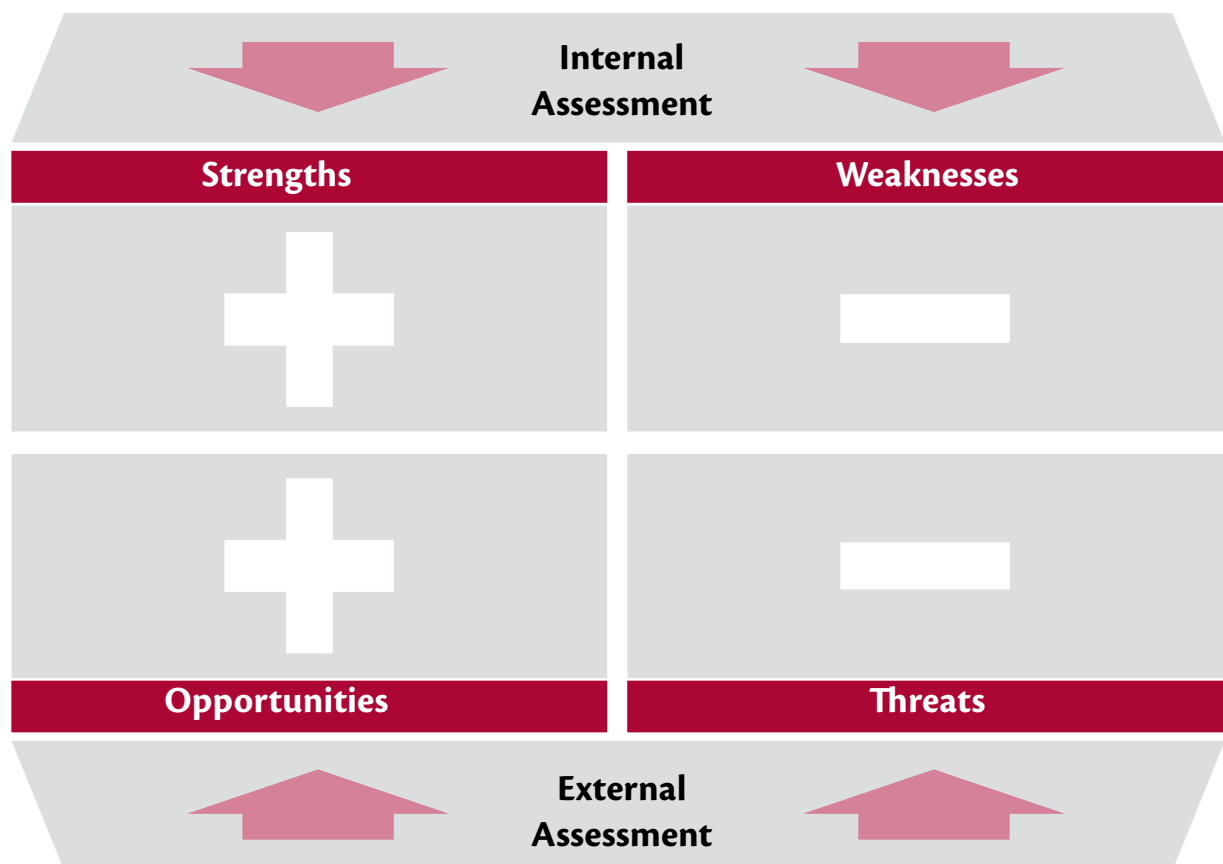 Internal
Assessment
Strengths
Weaknesses
Opportunities
Threats
External
Assessment